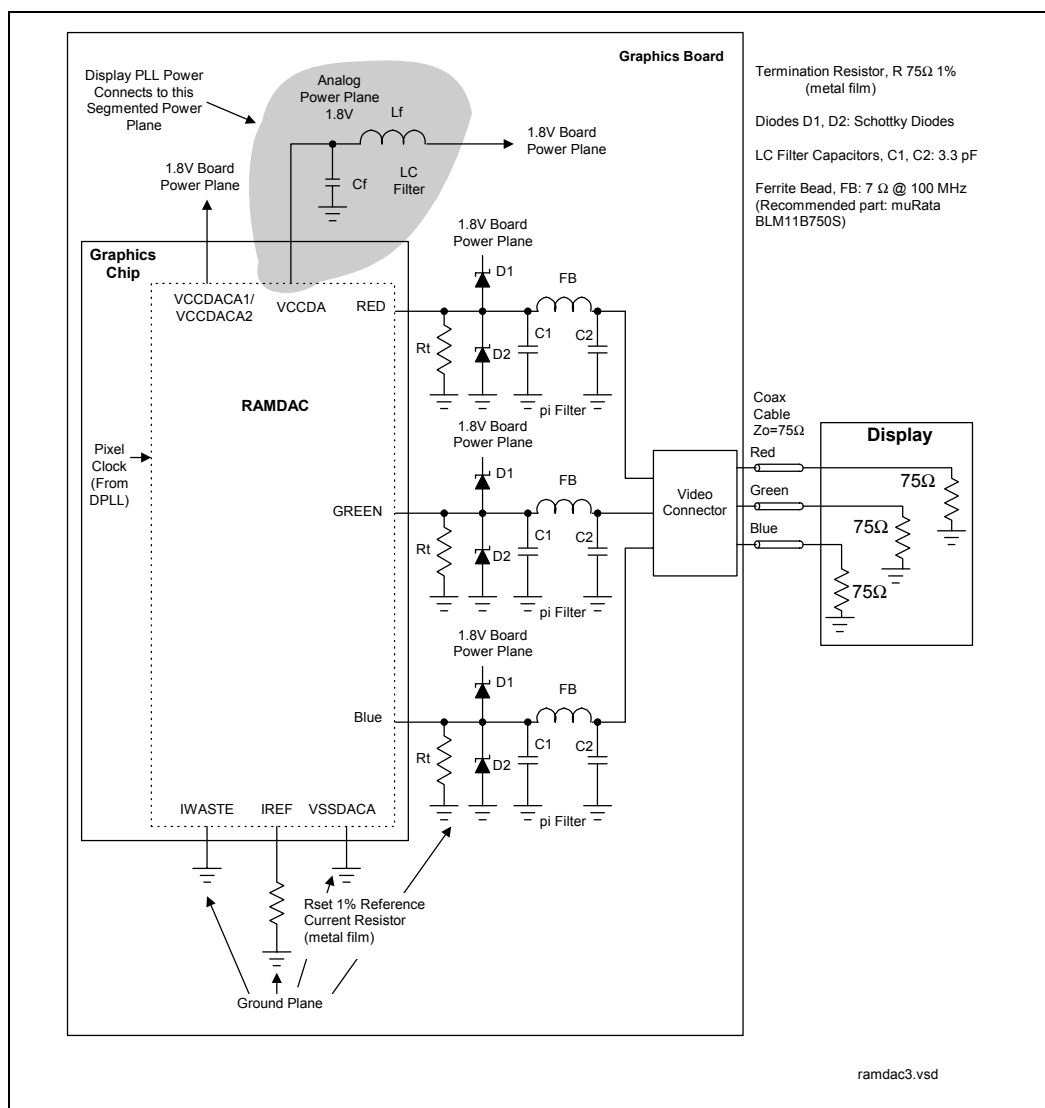 Graphics Board
Display PLL Power
Connects to this
Segmented Power
Plane
Analog
Power Plane
1.8V
Lf
1.8V Board
Power Plane
Cf
LC
Filter
1.8V Board
Power Plane
Termination Resistor, R 75Ω 1%
(metal film)
Diodes D1, D2: Schottky Diodes
LC Filter Capacitors, C1, C2: 3.3 pF
Ferrite Bead, FB: 7 Ω @ 100 MHz
(Recommended part: muRata
BLM11B750S)
Graphics
Chip
VCCDACA1/
VCCDACA2
VCCDA
RED
1.8V Board
Power Plane
D1
FB
Rt
D2
C1
C2
pi Filter
RAMDAC
Pixel
Clock
(From
DPLL)
GREEN
1.8V Board
Power Plane
D1
FB
Rt
D2
C1
C2
pi Filter
Video
Connector
Coax
Cable
Zo=75Ω
Red
Green
Blue
Display
75Ω
75Ω
75Ω
Blue
1.8V Board
Power Plane
D1
FB
Rt
D2
C1
C2
pi Filter
IWASTE
IREF
VSSDACA
Rset 1% Reference
Current Resistor
(metal film)
Ground Plane
ramdac3.vsd